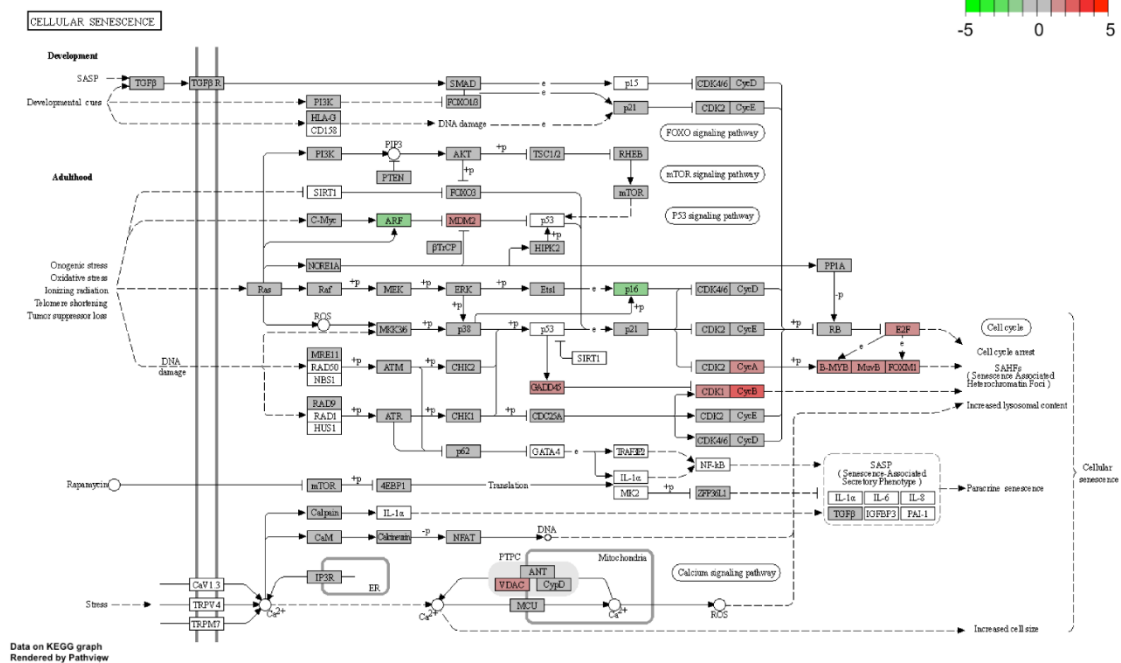 -5 0 5
CELLULAR SENESCENCE
Development
SASP
TGFβ
TGFβ R
SMAD
e
p15
CDK4/6 CycD
e
Developmental cues
PI3K
FOXO1/3
p21
CDK2 CycE
HLA-G
CD158
DNA damage
e
FOXO signaling pathway
PIP3
PI3K
AKT
+p
TSC1/2
RHEB
PTEN
+p
mTOR signaling pathway
Adulthood
SIRT1
FOXO3
mTOR
C-Myc
ARF
MDM2
p53
P53 signaling pathway
+p
βTrCP
HIPK2
Onogenic stress
Oxidative stress
Ionizing radiation
Telomere shortening
Tumor suppressor loss
NORE1A
PP1A
Ras
Raf
+p
MEK
+p
ERK
+p
Ets1
e
p16
CDK4/6 CycD
-p
+p
+p
ROS
MKK3/6
+p
p38
p53
e
p21
CDK2 CycE
+p
RB
E2F
Cell cycle
SIRT1
e
e
Cell cycle arrest
DNA
damage
MRE11
RAD50
NBS1
+p
ATM
+p
CHK2
CDK2 CycA
+p
B-MYB MuvB FOXM1
SAHFs
( Senescence Associated
Heterochromatin Foci )
GADD45
CDK1 CycB
RAD9
RAD1
HUS1
Increased lysosomal content
+p
ATR
+p
CHK1
+p
CDC25A
CDK2 CycE
CDK4/6 CycD
p62
GATA4
e
TRAF3IP2
NF-kB
IL-1α
SASP
( Senescence-Associated
Secretory Phenotype )
Cellular
senescence
Rapamycin
mTOR
+p
4EBP1
Translation
MK2
+p
ZFP36L1
IL-1α IL-6 IL-8
TGFβ IGFBP3 PAI-1
Paracrine senescence
Calpain
IL-1α
CaM
Calcineurin
-p
NFAT
DNA
PTPC
Mitochondria
ANT
VDAC
CypD
Calcium signaling pathway
IP3R
ER
MCU
CaV1.3
Stress
TRPV4
TRPM7
Ca2+
Ca2+
Ca2+
ROS
Increased cell size
Data on KEGG graph
Rendered by Pathview